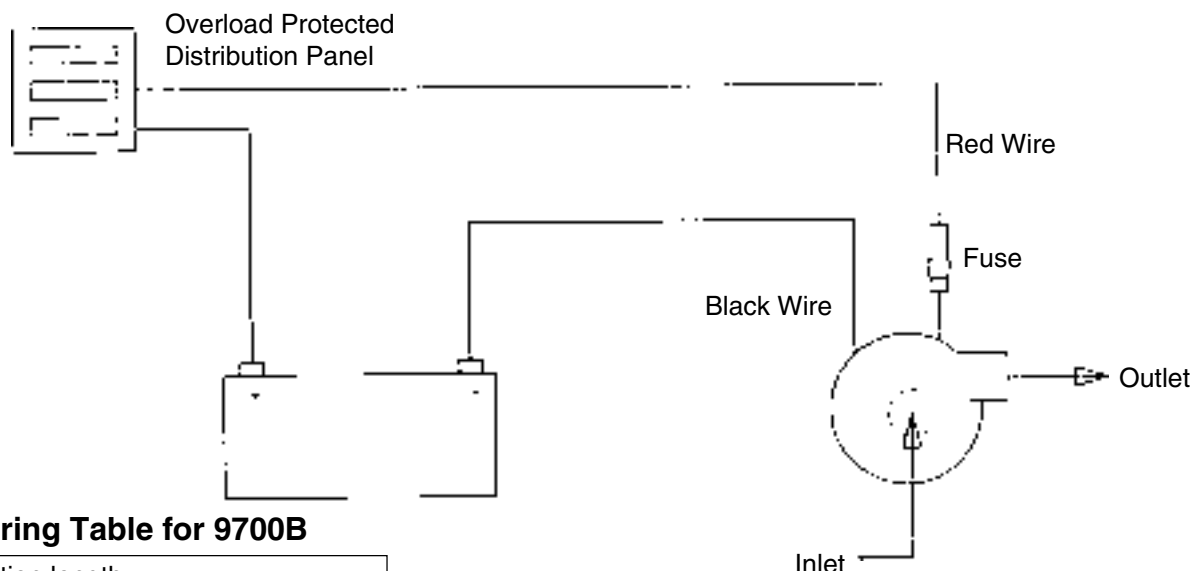 Overload Protected
Distribution Panel
Red Wire
Fuse
Black Wire
Outlet
ring Table for 9700B
Inlet